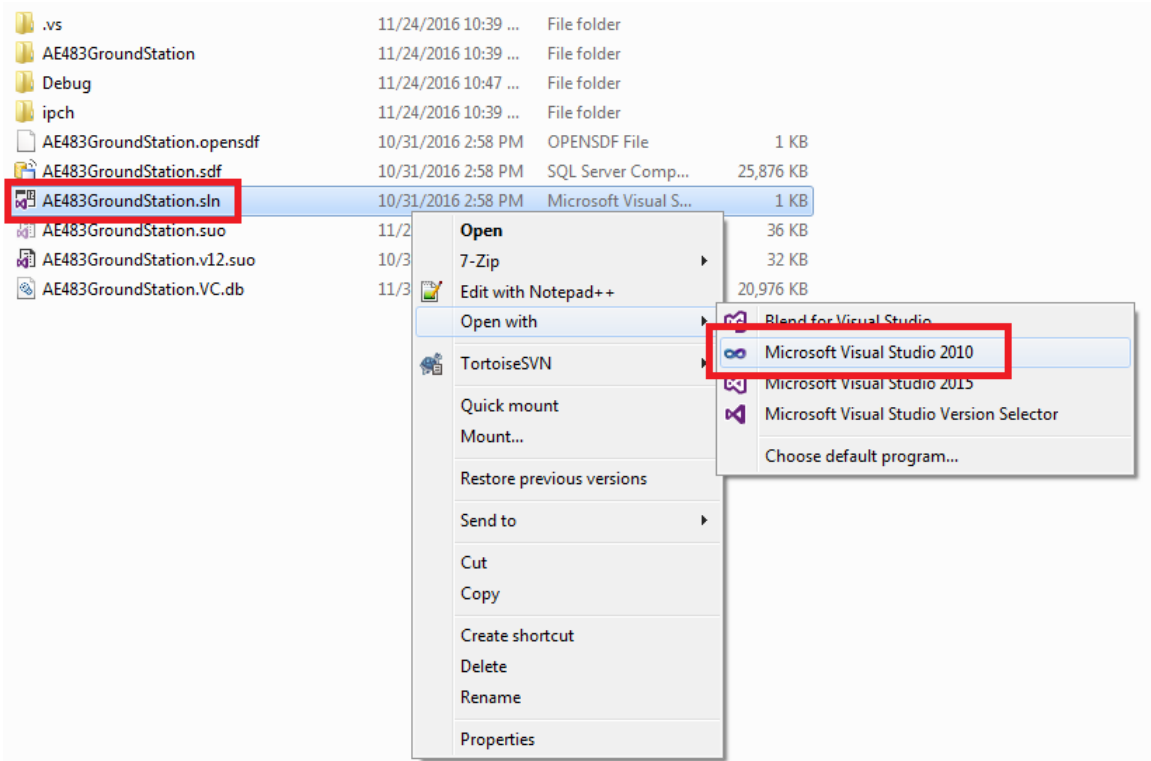 .vs 11/24/2016 10:39 ... File folder
AE483GroundStation 11/24/2016 10:39 ... File folder
Debug 11/24/2016 10:47 ... File folder
ipch 11/24/2016 10:39 ... File folder
AE483GroundStation.opensdf 10/31/2016 2:58 PM OPENSDF File 1 KB
AE483GroundStation.sdf 10/31/2016 2:58 PM SQL Server Comp... 25,876 KB
AE483GroundStation.sln 10/31/2016 2:58 PM Microsoft Visual S... 1 KB
AE483GroundStation.suo 11/2 36 KB
AE483GroundStation.v12.suo 10/3 32 KB
AE483GroundStation.VC.db 11/3 20,976 KB
Open
7-Zip
Edit with Notepad++
Open with
TortoiseSVN
Quick mount
Mount...
Restore previous versions
Send to
Cut
Copy
Create shortcut
Delete
Rename
Properties
Blend for Visual Studio
Microsoft Visual Studio 2010
Microsoft Visual Studio 2015
Microsoft Visual Studio Version Selector
Choose default program...